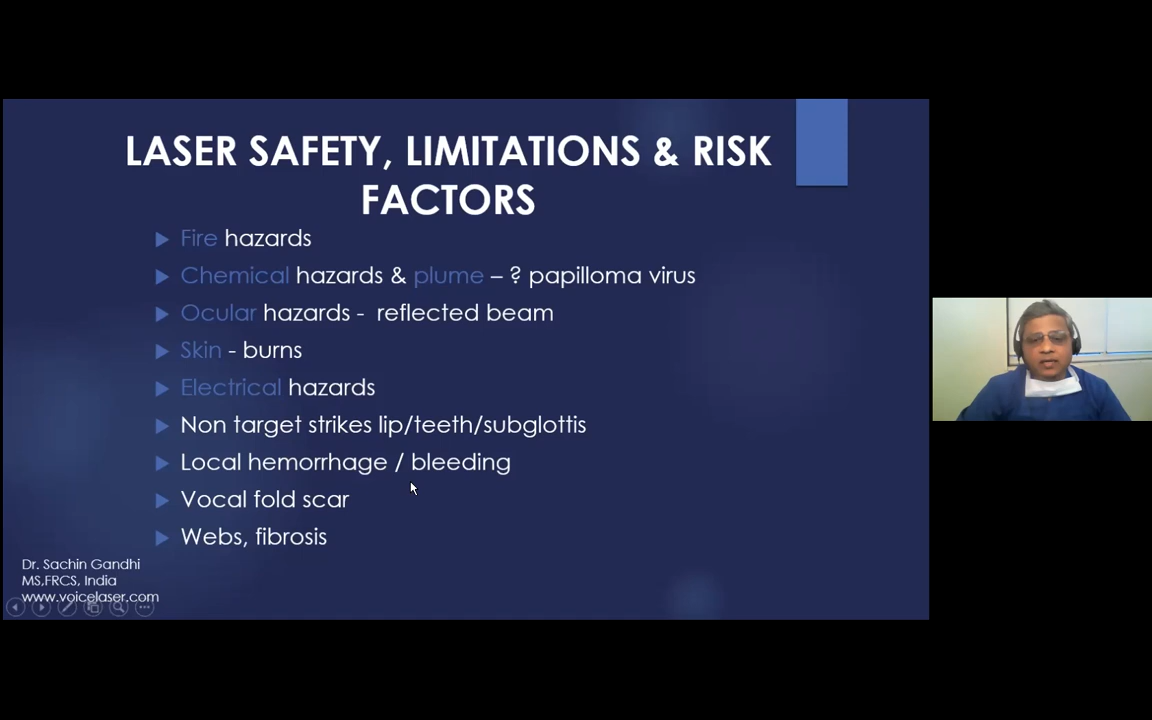 LASER SAFETY, LIMITATIONS & RISK
FACTORS
Fire hazards
Chemical hazards & plume – ? papilloma virus
Ocular hazards -  reflected beam
Skin - burns
Electrical hazards
Non target strikes lip/teeth/subglottis
Local hemorrhage / bleeding
Vocal fold scar
Webs, fibrosis
Dr. Sachin Gandhi
MS,FRCS, India
www.voicelaser.com